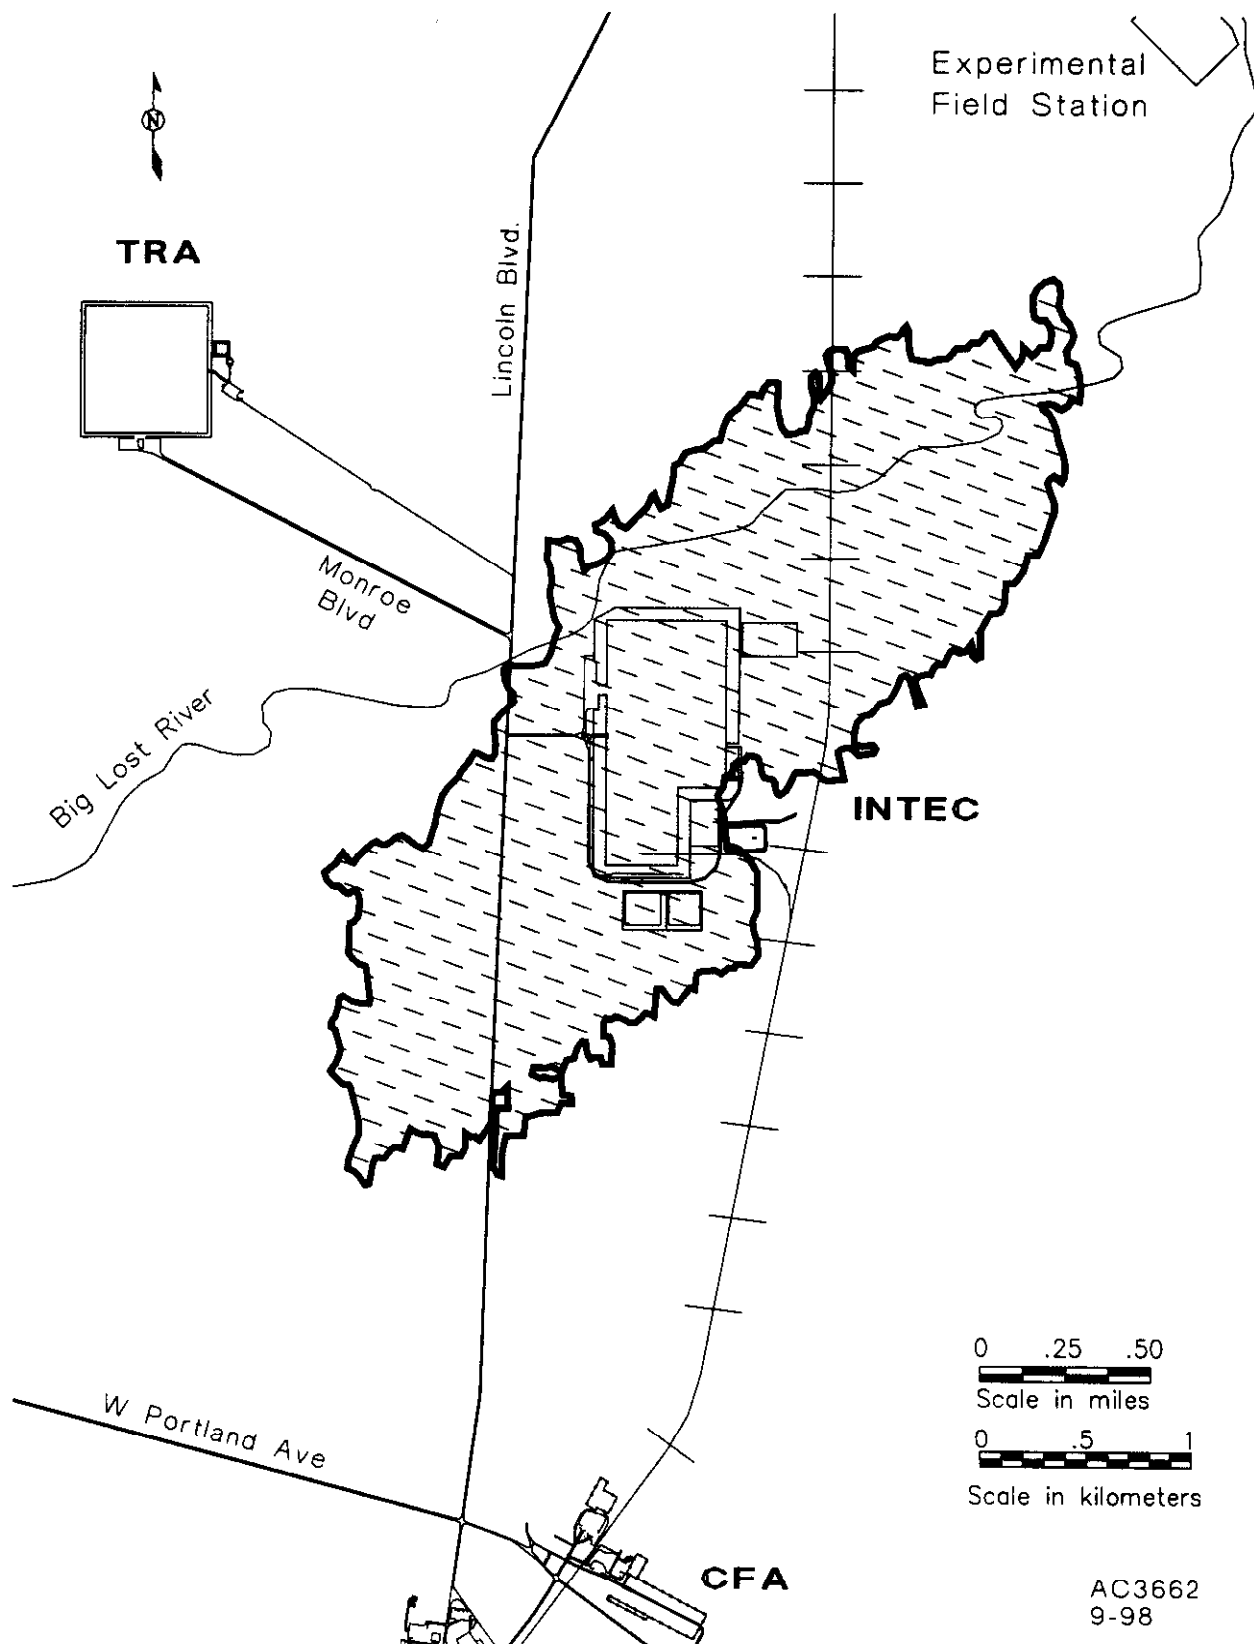 Experimental
Field Station
N
TRA
Lincoln Blvd.
Monroe
Blvd
Big Lost River
INTEC
0 .25 .50
Scale in miles
0 .5 1
Scale in kilometers
W Portland Ave
CFA
AC3662
9-98